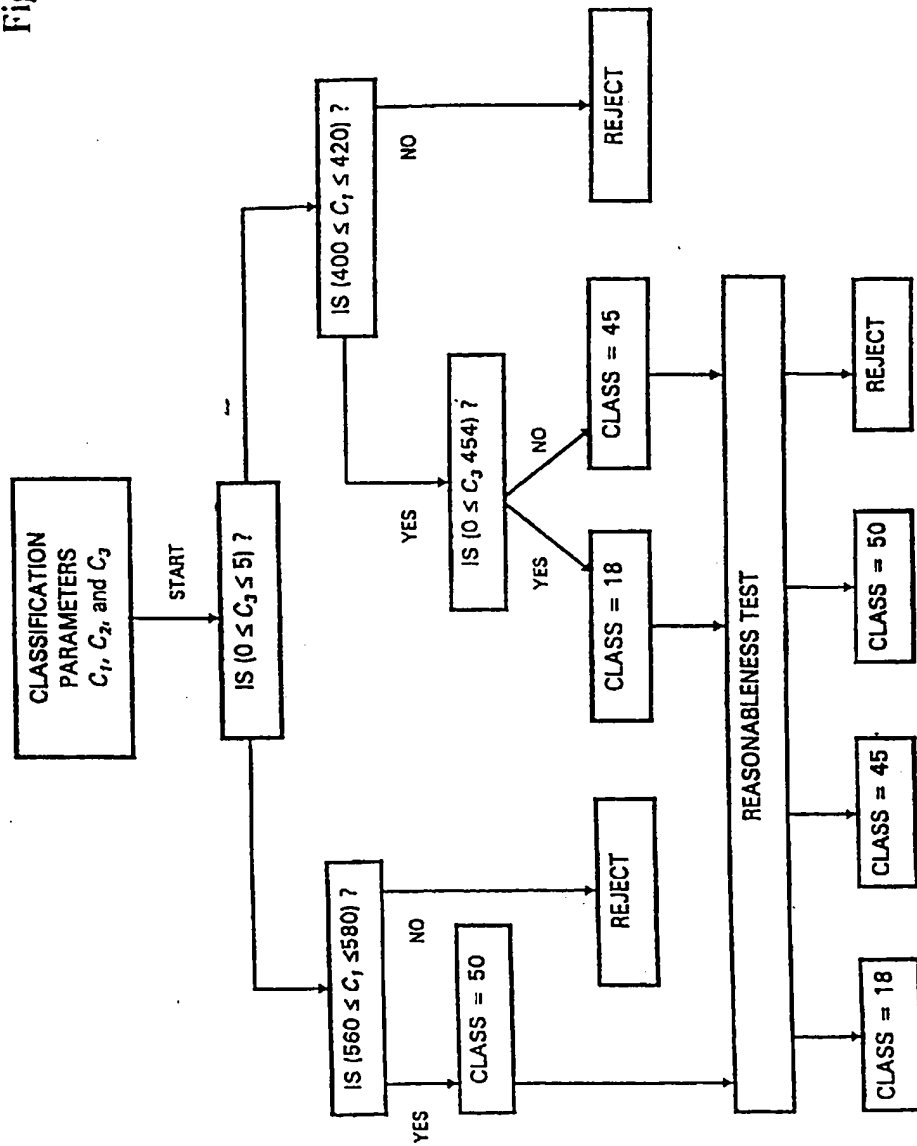 Fig
CLASSIFICATION
PARAMETERS
C₁, C₂, and C₃
START
IS (0 ≤ C₃ ≤ 5) ?
IS (560 ≤ C₁ ≤580) ?
IS (400 ≤ C₁ ≤ 420) ?
YES
NO
YES
NO
CLASS = 50
IS (0 ≤ C₃ 454) ?
YES
NO
REJECT
CLASS = 18
CLASS = 45
REJECT
REASONABLENESS TEST
CLASS = 18
CLASS = 45
CLASS = 50
REJECT